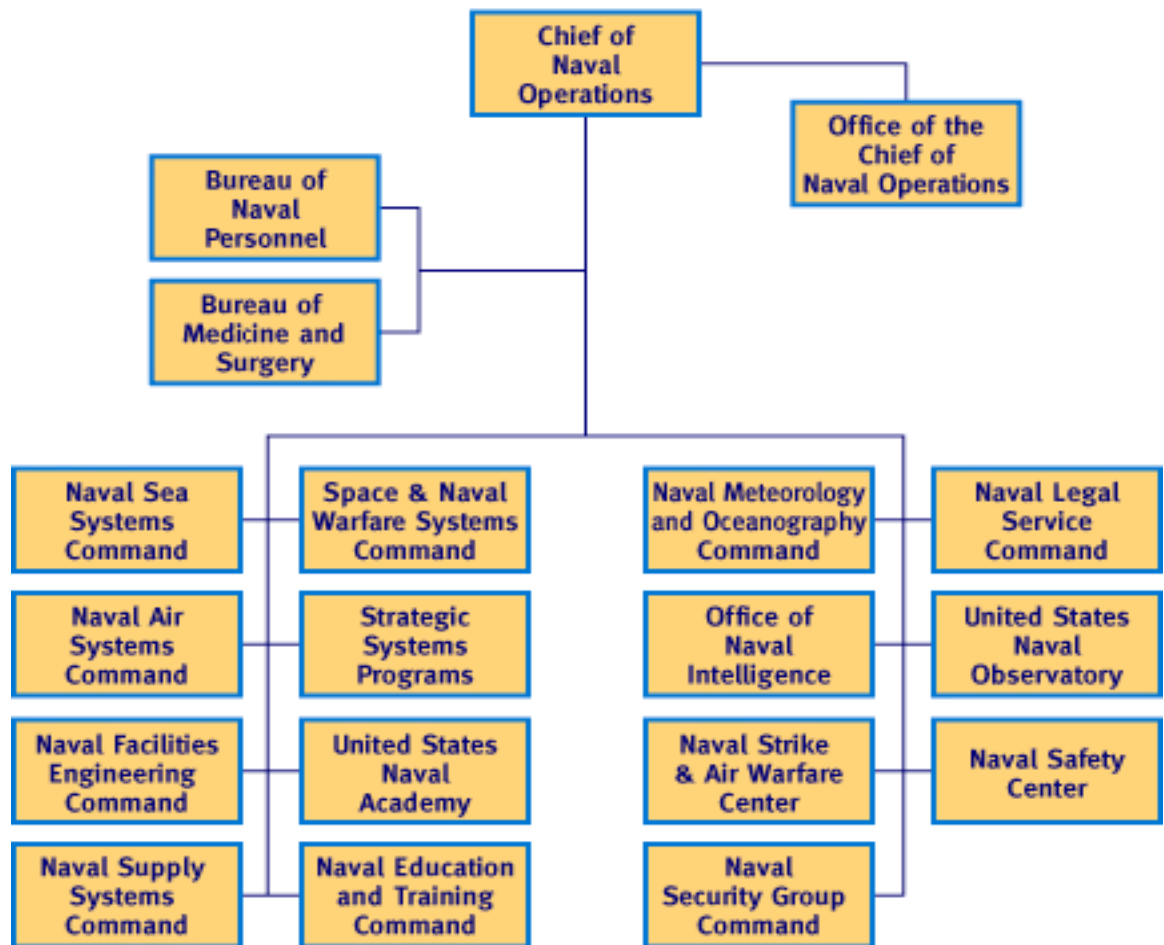 Chief of
Naval
Operations
Office of the
Chief of
Naval Operations
Bureau of
Naval
Personnel
Bureau of
Medicine and
Surgery
Naval Sea
Systems
Command
Space & Naval
Warfare Systems
Command
Naval Meteorology
and Oceanography
Command
Naval Legal
Service
Command
Naval Air
Systems
Command
Strategic
Systems
Programs
Office of
Naval
Intelligence
United States
Naval
Observatory
Naval Facilities
Engineering
Command
United States
Naval
Academy
Naval Strike
& Air Warfare
Center
Naval Safety
Center
Naval Supply
Systems
Command
Naval Education
and Training
Command
Naval
Security Group
Command